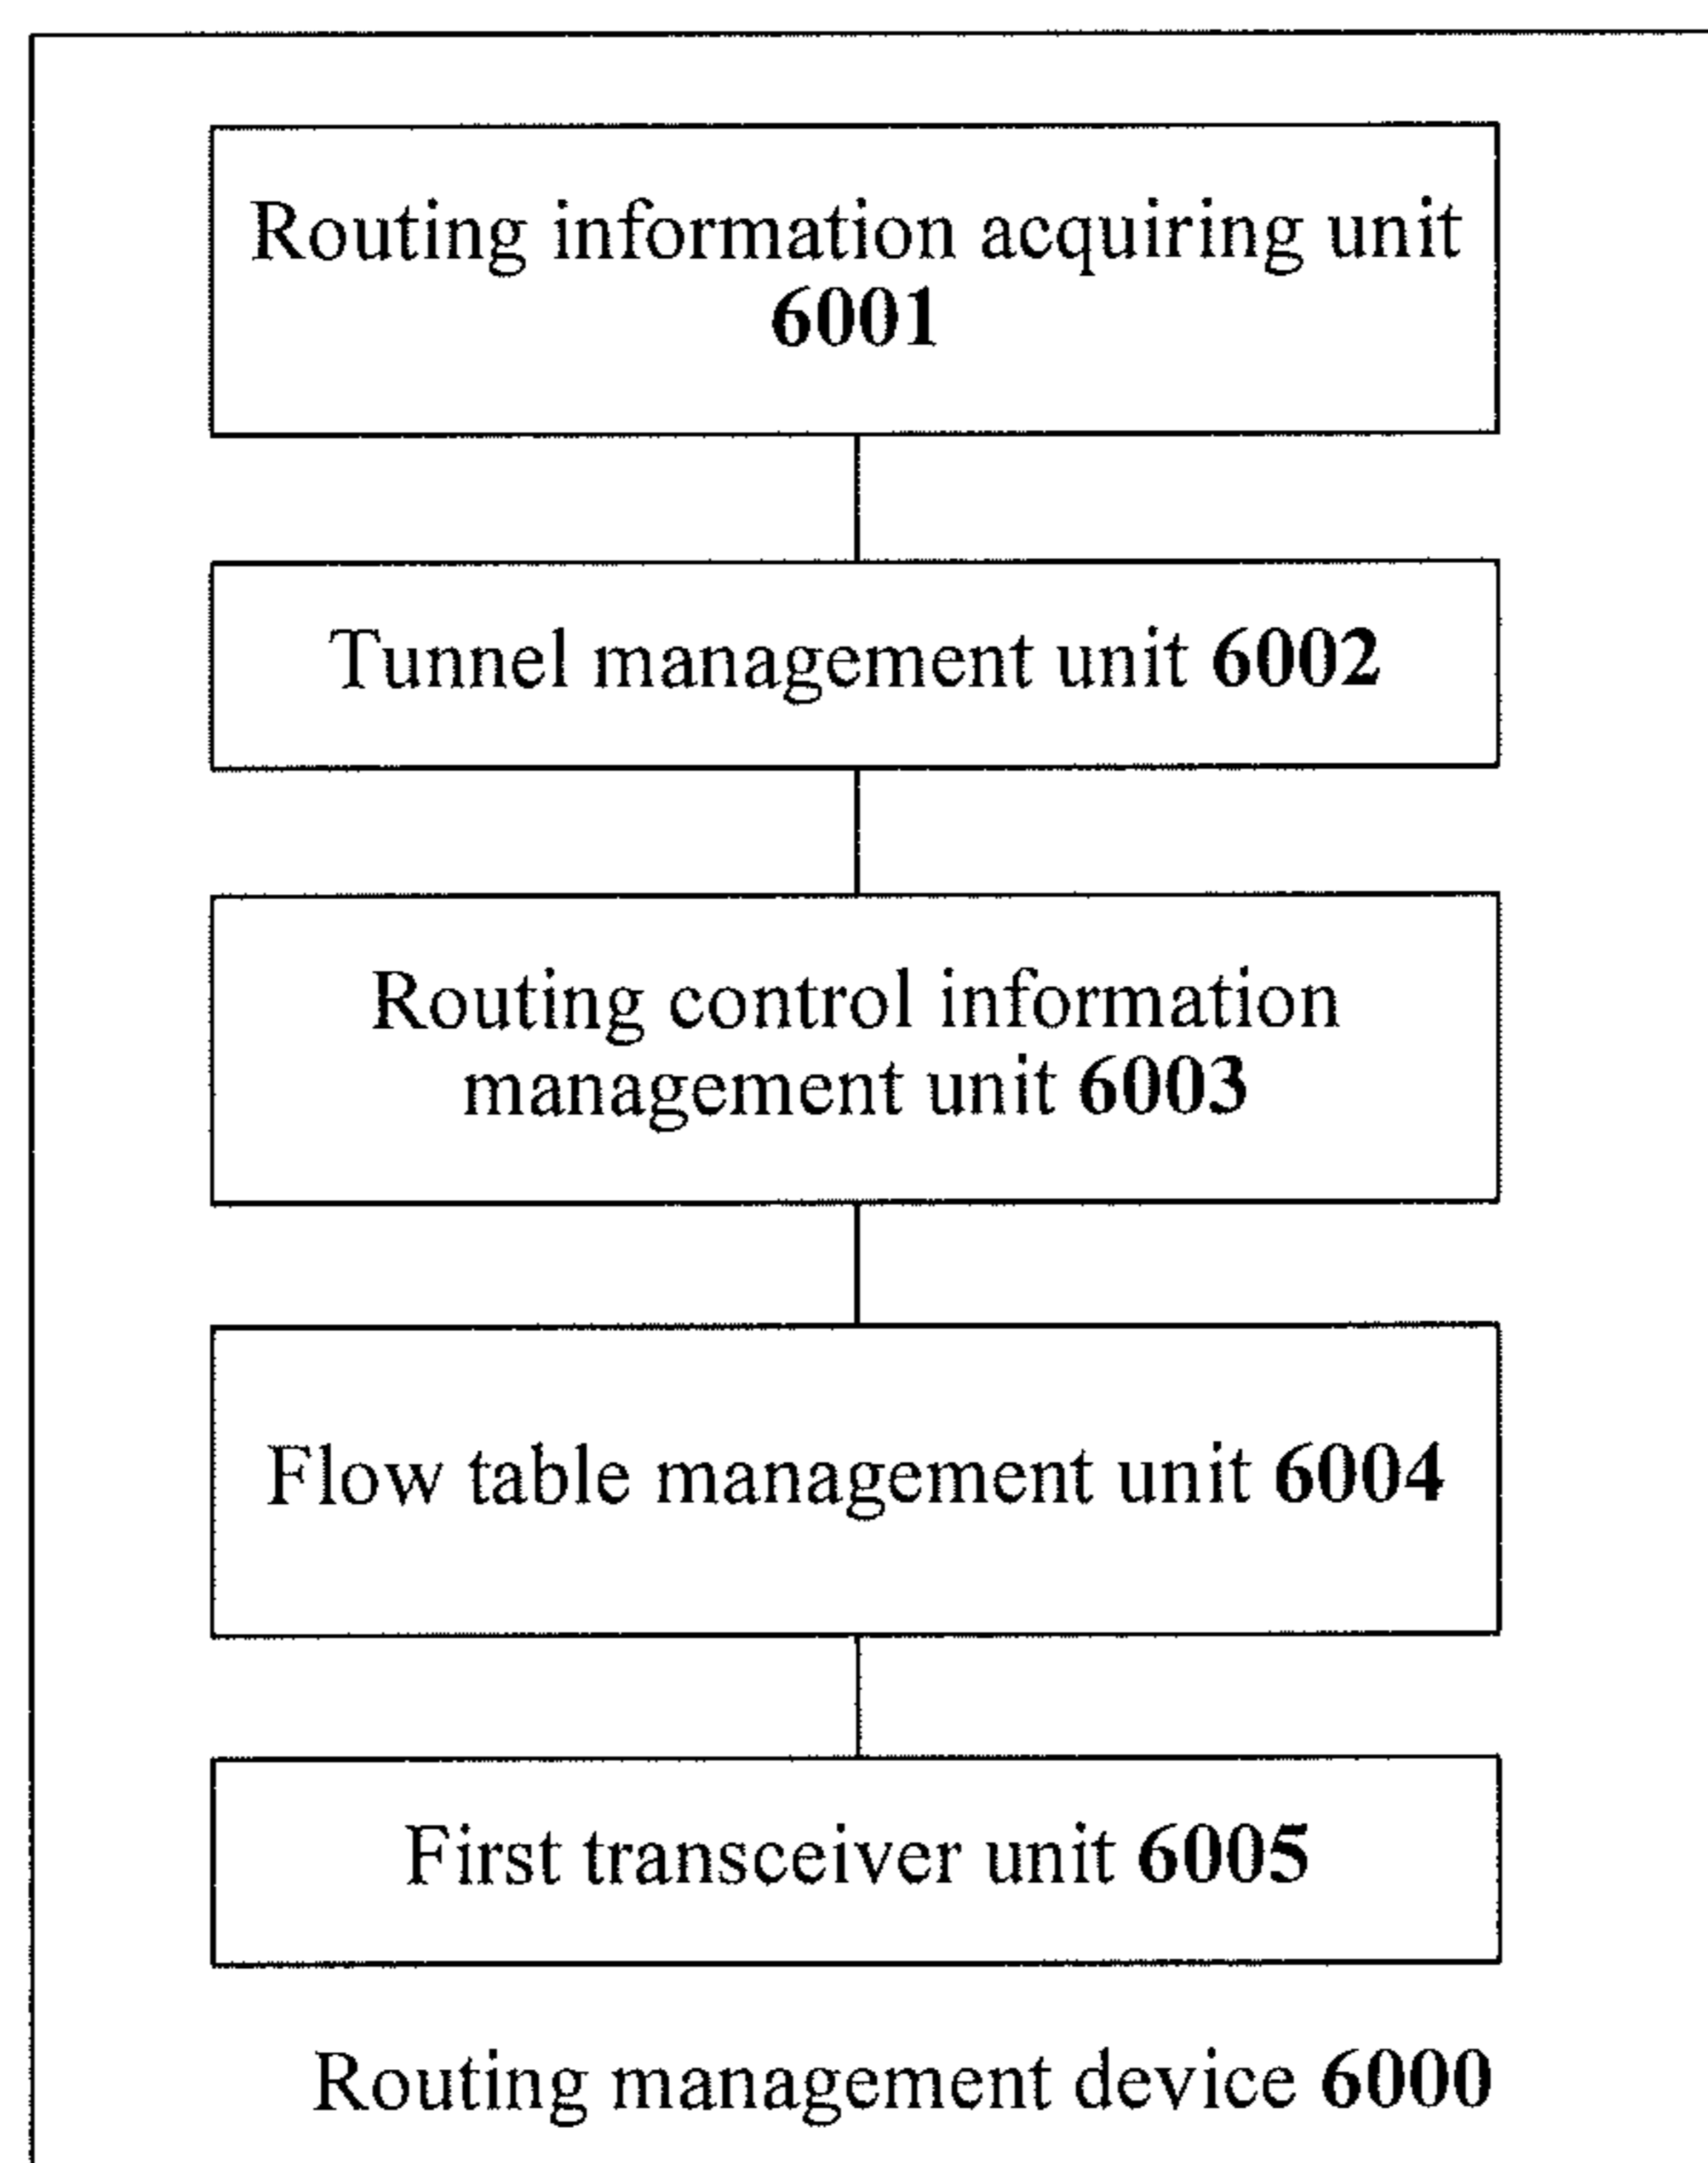 Routing information acquiring unit
6001
Tunnel management unit 6002
Routing control information
management unit 6003
Flow table management unit 6004
First transceiver unit 6005
Routing management device 6000